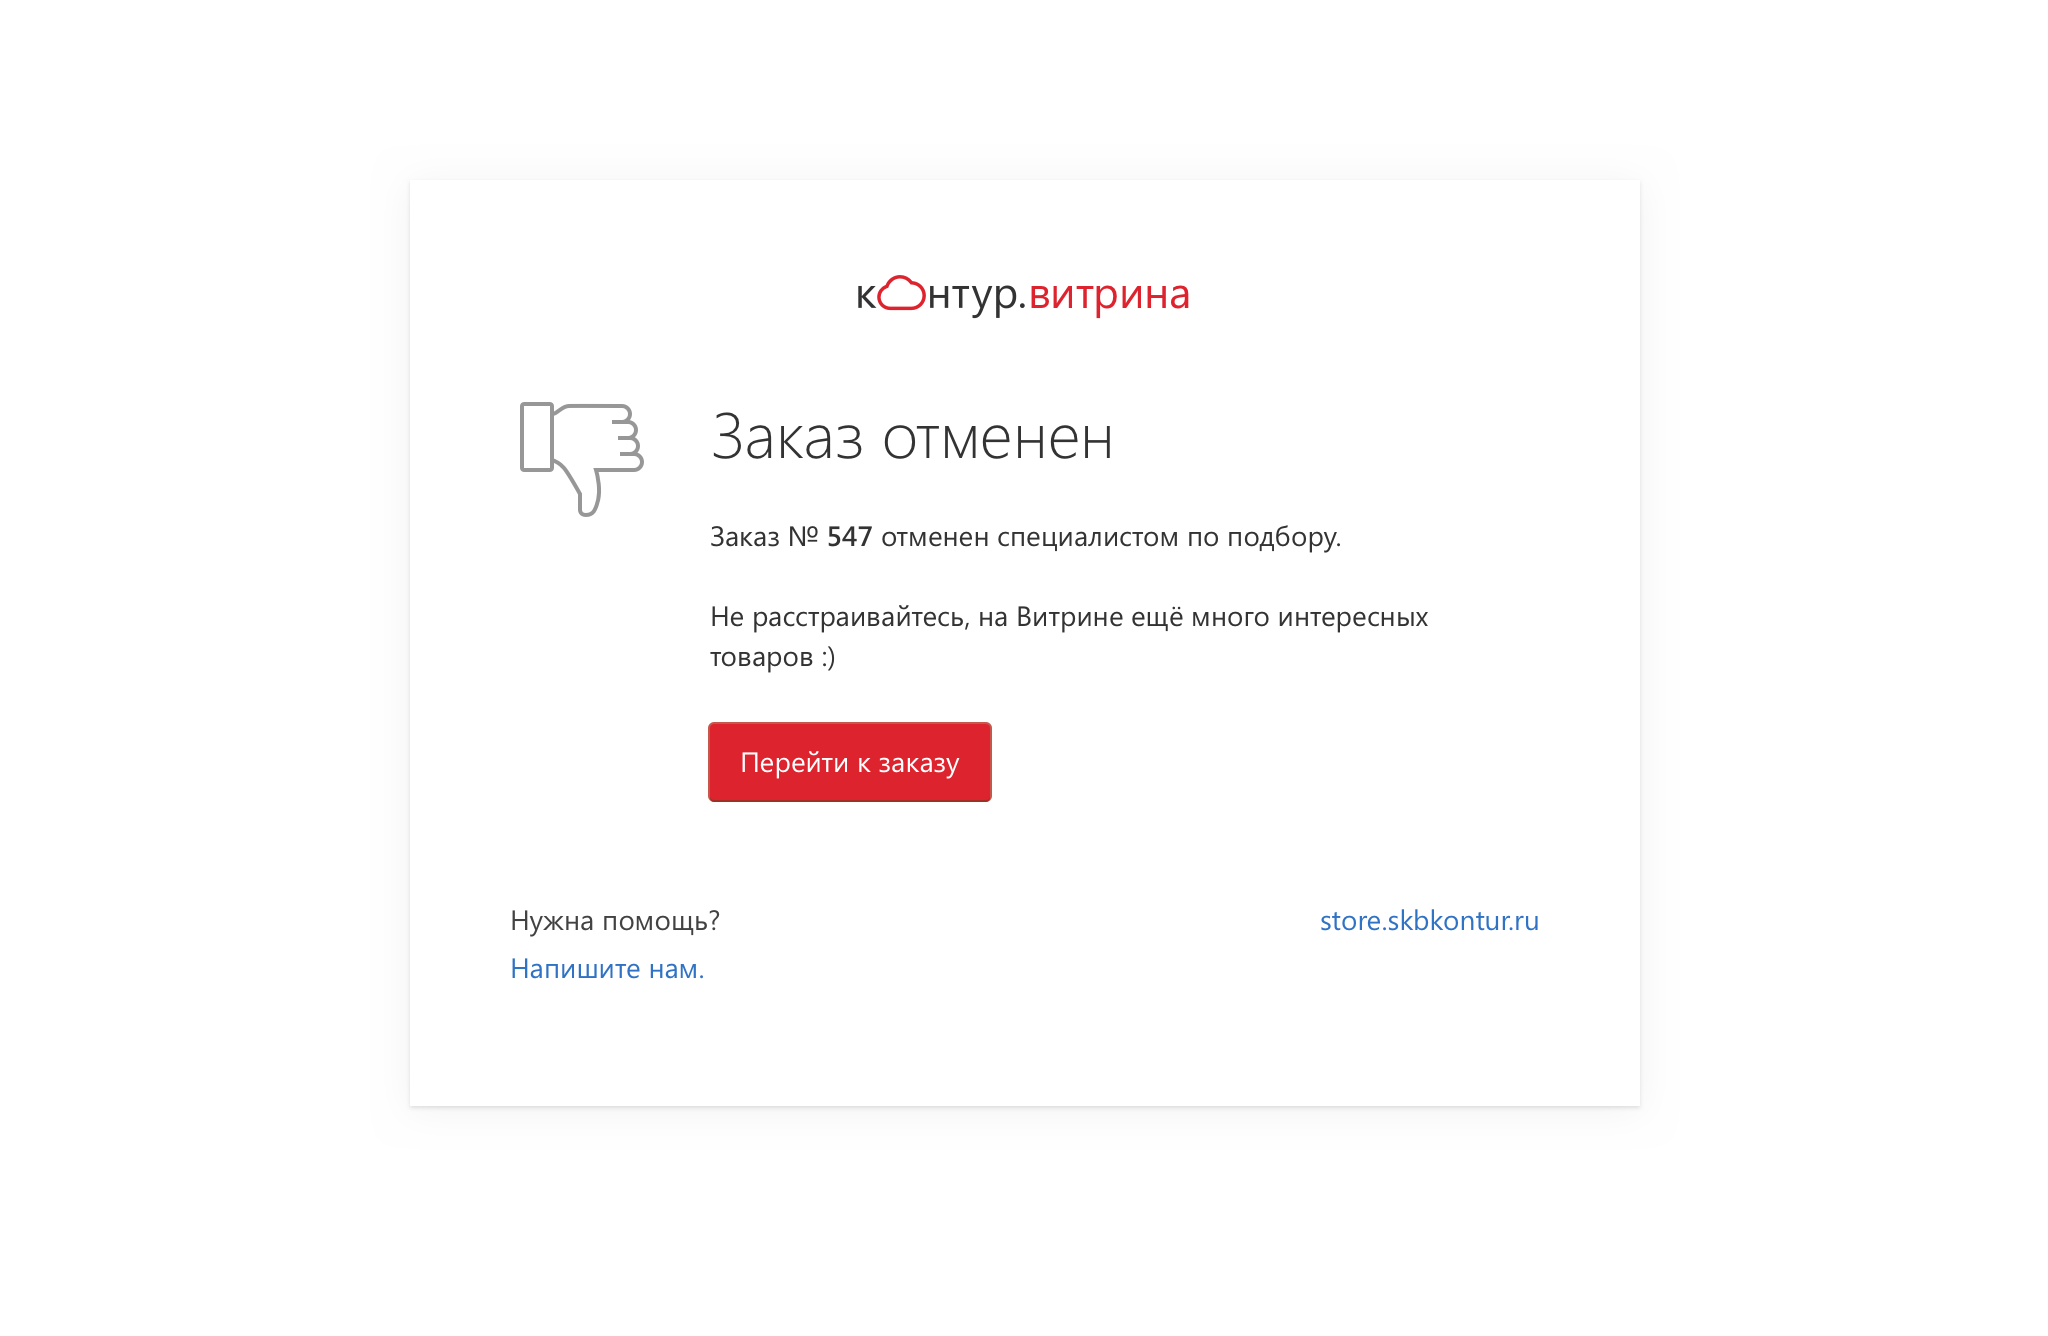 контур.витрина
Заказ отменен
Заказ № 547 отменен специалистом по подбору.
Не расстраивайтесь, на Витрине ещё много интересных
товаров :)
Перейти к заказу
Нужна помощь?
Напишите нам.
store.skbkontur.ru